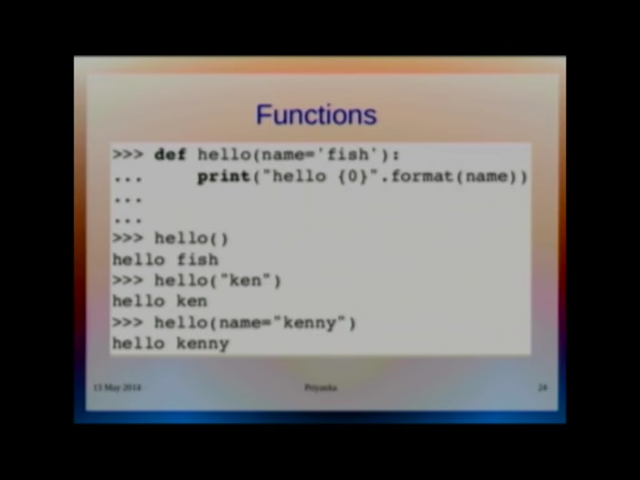 Functions
>>> def hello(name='fish'):
...     print("hello {0}".format(name))
...
...
>>> hello()
hello fish
>>> hello("ken")
hello ken
>>> hello(name="kenny")
hello kenny
13 May 2014 Priyanka 24